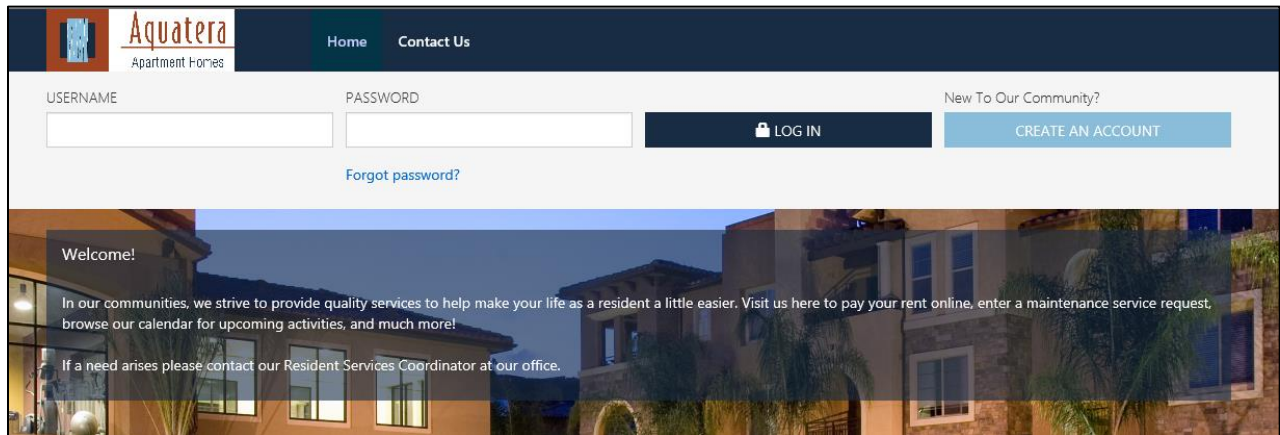 Aquatera
Apartment Homes
Home
Contact Us
USERNAME
PASSWORD
New To Our Community?
LOG IN
CREATE AN ACCOUNT
Forgot password?
Welcome!
In our communities, we strive to provide quality services to help make your life as a resident a little easier. Visit us here to pay your rent online, enter a maintenance service request,
browse our calendar for upcoming activities, and much more!
If a need arises please contact our Resident Services Coordinator at our office.